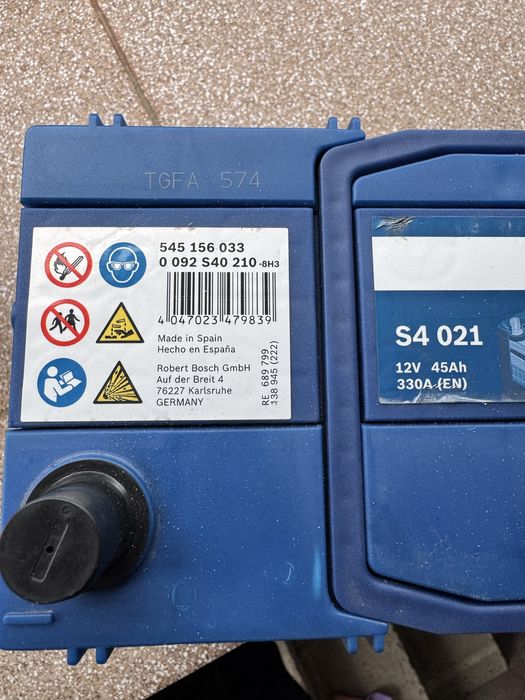 TGFA 574
545 156 033
0 092 S40 210-8H3
4 047023 479839
Made in Spain
Hecho en España
Robert Bosch GmbH
Auf der Breit 4
76227 Karlsruhe
GERMANY
RE 689 799
138 945 (222)
S4 021
12V 45Ah
330A (EN)